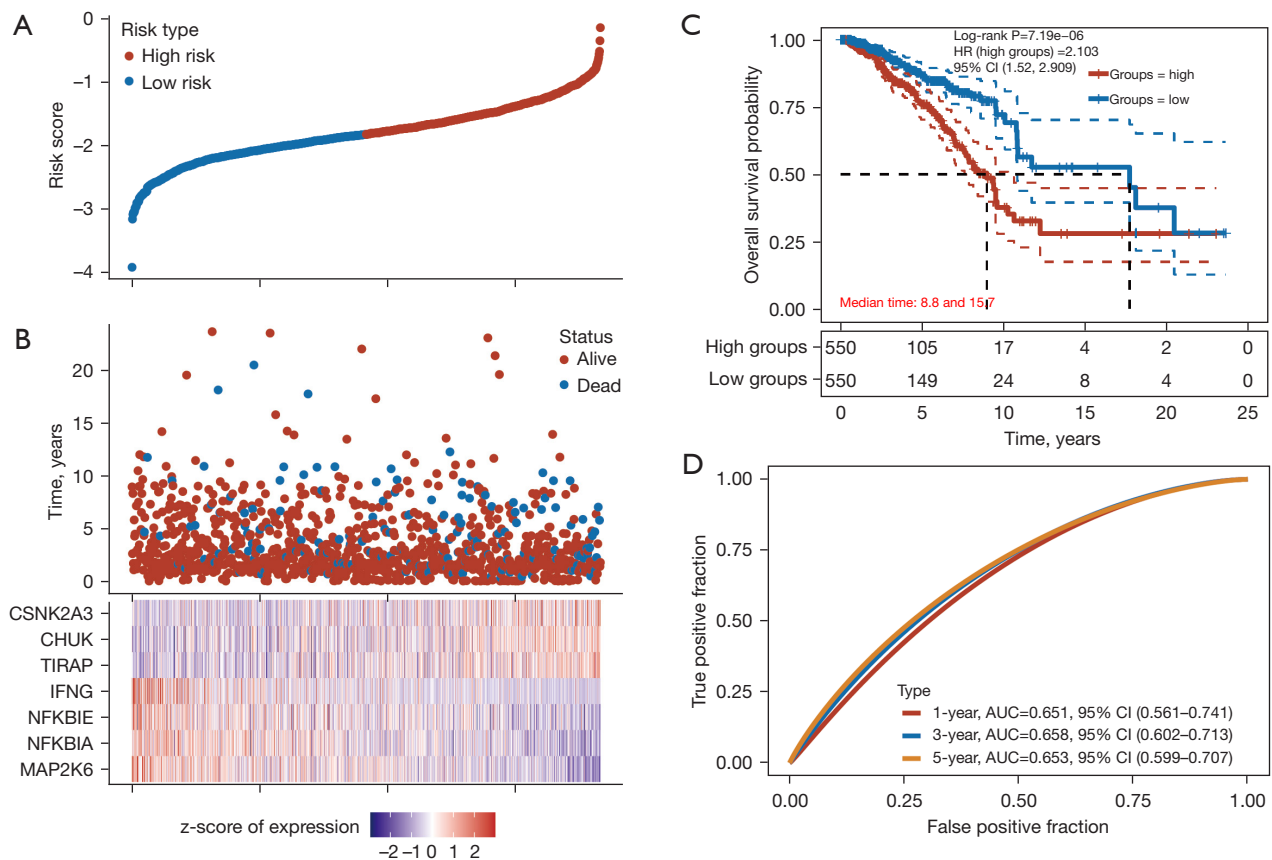 A
Risk type
High risk
Low risk
Risk score
0
−1
−2
−3
−4
B
Status
Alive
Dead
Time, years
20
15
10
5
0
CSNK2A3
CHUK
TIRAP
IFNG
NFKBIE
NFKBIA
MAP2K6
z-score of expression
−2 −1 0 1 2
C
Log-rank P=7.19e−06
HR (high groups) =2.103
95% CI (1.52, 2.909)
Groups = high
Groups = low
Overall survival probability
1.00
0.75
0.50
0.25
0.00
Median time: 8.8 and 15.7
High groups 550 105 17 4 2 0
Low groups 550 149 24 8 4 0
0 5 10 15 20 25
Time, years
D
True positive fraction
1.00
0.75
0.50
0.25
0.00
Type
1-year, AUC=0.651, 95% CI (0.561–0.741)
3-year, AUC=0.658, 95% CI (0.602–0.713)
5-year, AUC=0.653, 95% CI (0.599–0.707)
0.00 0.25 0.50 0.75 1.00
False positive fraction